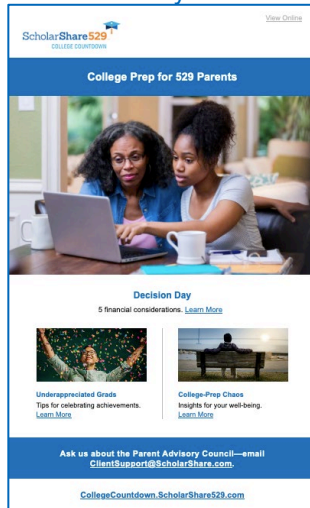 View Online
ScholarShare529
COLLEGE COUNTDOWN
College Prep for 529 Parents
Decision Day
5 financial considerations. Learn More
Underappreciated Grads
Tips for celebrating achievements.
Learn More
College-Prep Chaos
Insights for your well-being.
Learn More
Ask us about the Parent Advisory Council—email
ClientSupport@ScholarShare.com.
CollegeCountdown.ScholarShare529.com